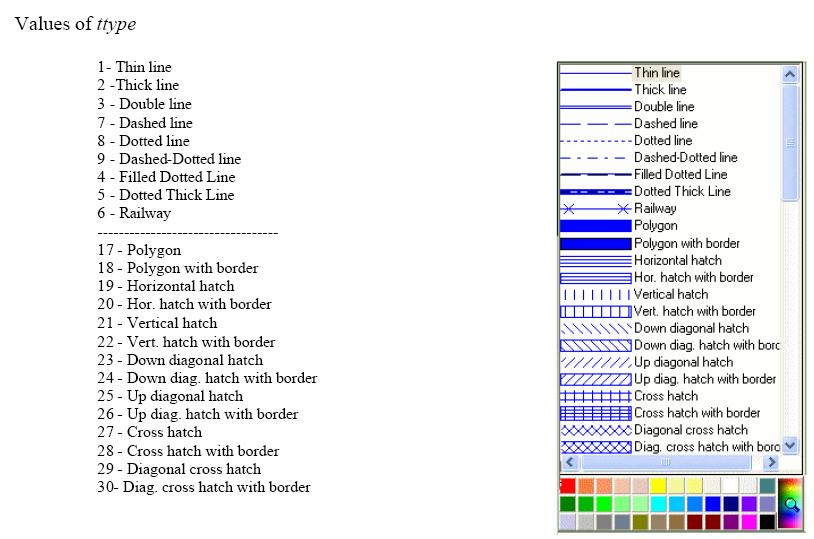 Values of ttype
1- Thin line
2 -Thick line
3 - Double line
7 - Dashed line
8 - Dotted line
9 - Dashed-Dotted line
4 - Filled Dotted Line
5 - Dotted Thick Line
6 - Railway
----------------------------------
17 - Polygon
18 - Polygon with border
19 - Horizontal hatch
20 - Hor. hatch with border
21 - Vertical hatch
22 - Vert. hatch with border
23 - Down diagonal hatch
24 - Down diag. hatch with border
25 - Up diagonal hatch
26 - Up diag. hatch with border
27 - Cross hatch
28 - Cross hatch with border
29 - Diagonal cross hatch
30- Diag. cross hatch with border
Thin line
Thick line
Double line
Dashed line
Dotted line
Dashed-Dotted line
Filled Dotted Line
Dotted Thick Line
Railway
Polygon
Polygon with border
Horizontal hatch
Hor. hatch with border
Vertical hatch
Vert. hatch with border
Down diagonal hatch
Down diag. hatch with bord
Up diagonal hatch
Up diag. hatch with border
Cross hatch
Cross hatch with border
Diagonal cross hatch
Diag. cross hatch with bord